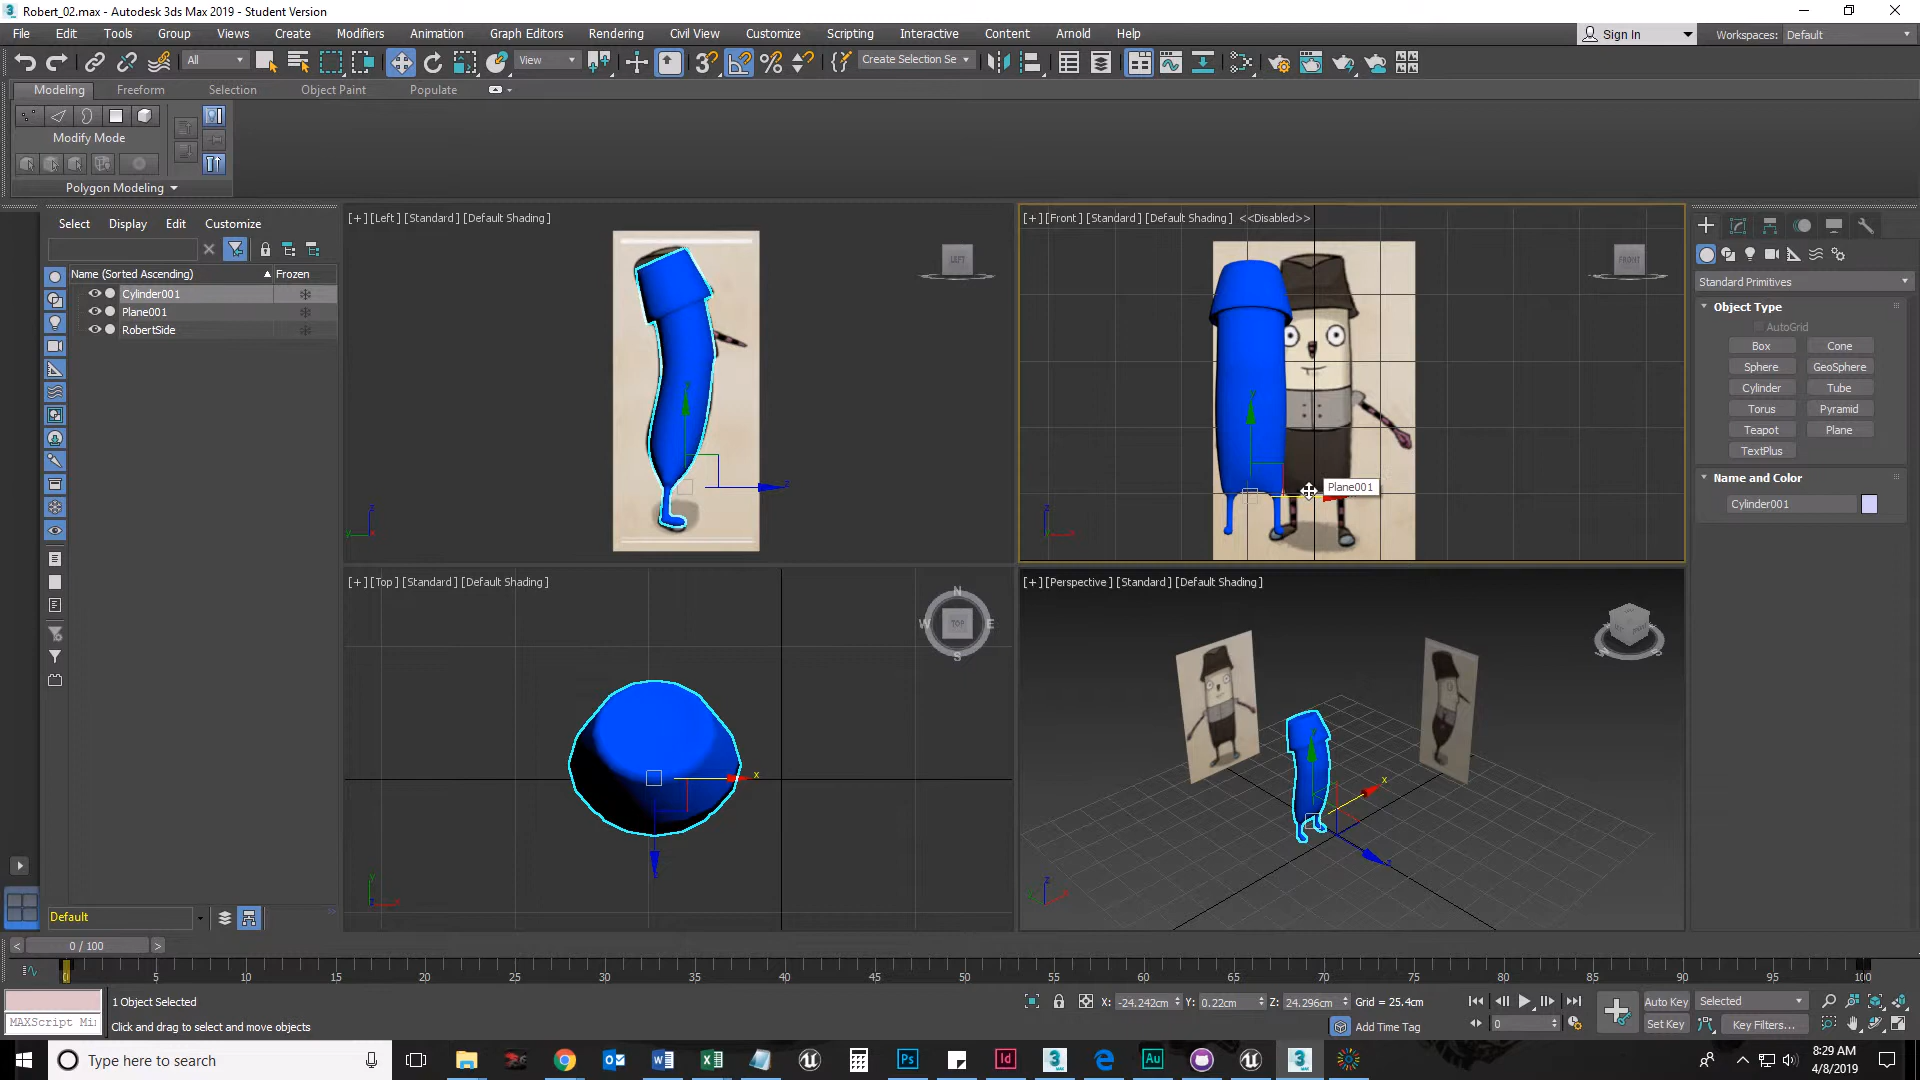 Robert_02.max - Autodesk 3ds Max 2019 - Student Version
File Edit Tools Group Views Create Modifiers Animation Graph Editors Rendering Civil View Customize Scripting Interactive Content Arnold Help
Sign In Workspaces: Default
All View Create Selection Se
Modeling Freeform Selection Object Paint Populate
Modify Mode
Polygon Modeling
Select Display Edit Customize
Name (Sorted Ascending) Frozen
Cylinder001
Plane001
RobertSide
Default
[+] [Left] [Standard] [Default Shading]
LEFT
[+] [Front] [Standard] [Default Shading] <<Disabled>>
FRONT
Plane001
[+] [Top] [Standard] [Default Shading]
N
W TOP E
S
[+] [Perspective] [Standard] [Default Shading]
Standard Primitives
Object Type
AutoGrid
Box Cone
Sphere GeoSphere
Cylinder Tube
Torus Pyramid
Teapot Plane
TextPlus
Name and Color
Cylinder001
< 0 / 100 >
0 5 10 15 20 25 30 35 40 45 50 55 60 65 70 75 80 85 90 95 100
1 Object Selected
X: -24.242cm Y: 0.22cm Z: 24.296cm Grid = 25.4cm
Auto Key Selected
MAXScript Mi
Click and drag to select and move objects
Add Time Tag
0
Set Key Key Filters...
Type here to search
8:29 AM
4/8/2019